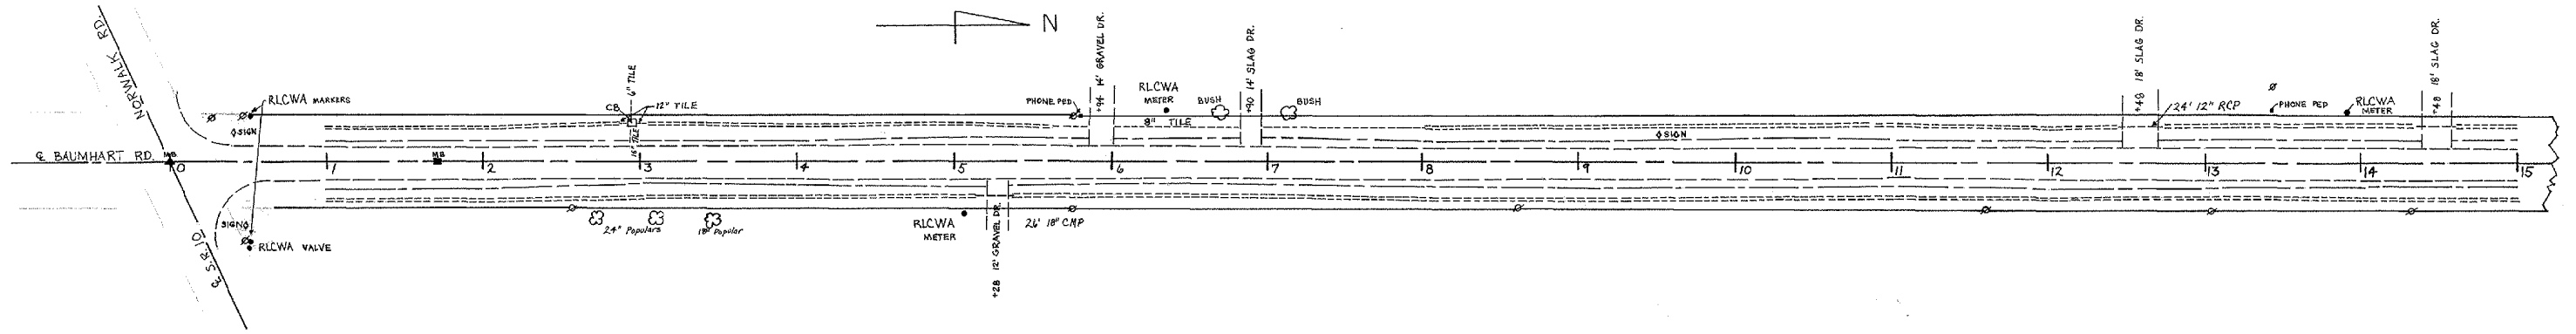 N
NORWALK RD.
+94 14' GRAVEL DR.
+90 14' SLAG DR.
+48 18' SLAG DR.
+48 18' SLAG DR.
6" TILE
RLCWA MARKERS
CB
12" TILE
PHONE PED
RLCWA
METER
BUSH
BUSH
24' 12" RCP
PHONE PED
RLCWA
METER
SIGN
8" TILE
SIGN
15" TILE
℄ BAUMHART RD.
MB
MB
0
1
2
3
4
5
6
7
8
9
10
11
12
13
14
15
SIGN
24" Populars
18" Popular
RLCWA
METER
+28 12' GRAVEL DR.
26' 18" CMP
RLCWA VALVE
℄ S.R. 10